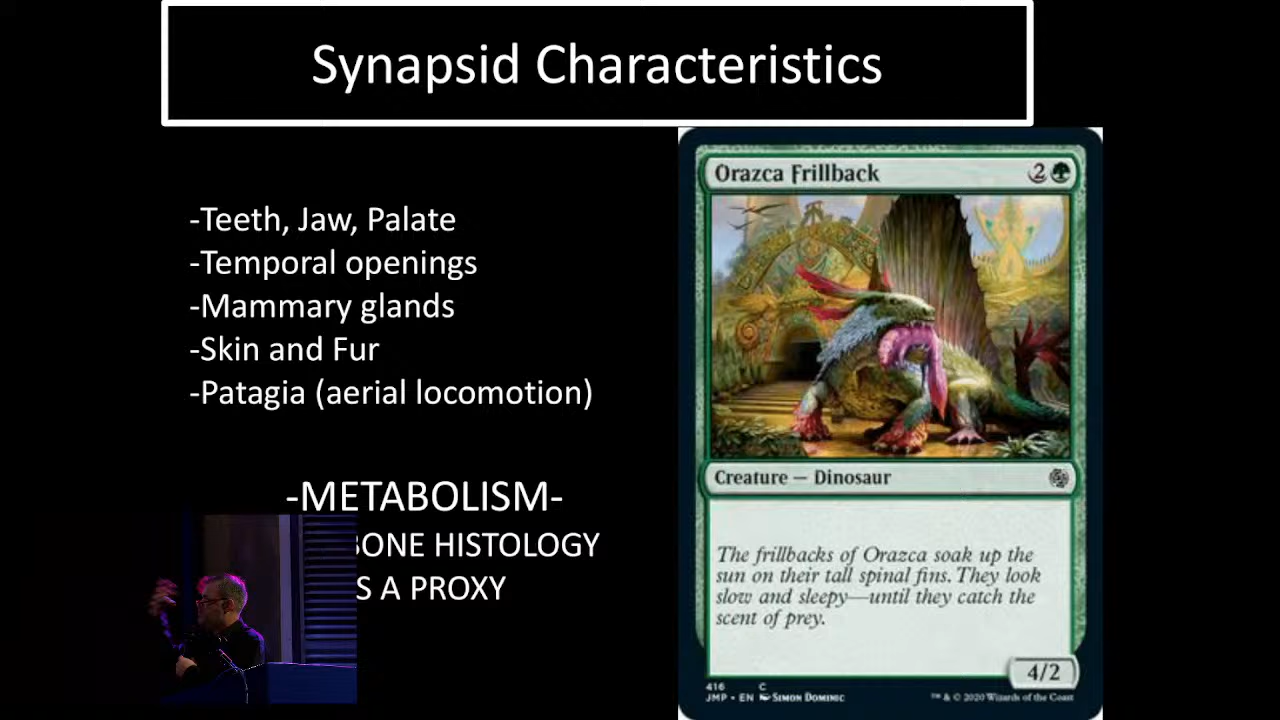 Synapsid Characteristics
-Teeth, Jaw, Palate
-Temporal openings
-Mammary glands
-Skin and Fur
-Patagia (aerial locomotion)
-METABOLISM-
BONE HISTOLOGY
S A PROXY
Orazca Frillback
2
Creature — Dinosaur
The frillbacks of Orazca soak up the
sun on their tall spinal fins. They look
slow and sleepy—until they catch the
scent of prey.
4/2
416 C
JMP • EN Simon Dominic
™ & © 2020 Wizards of the Coast